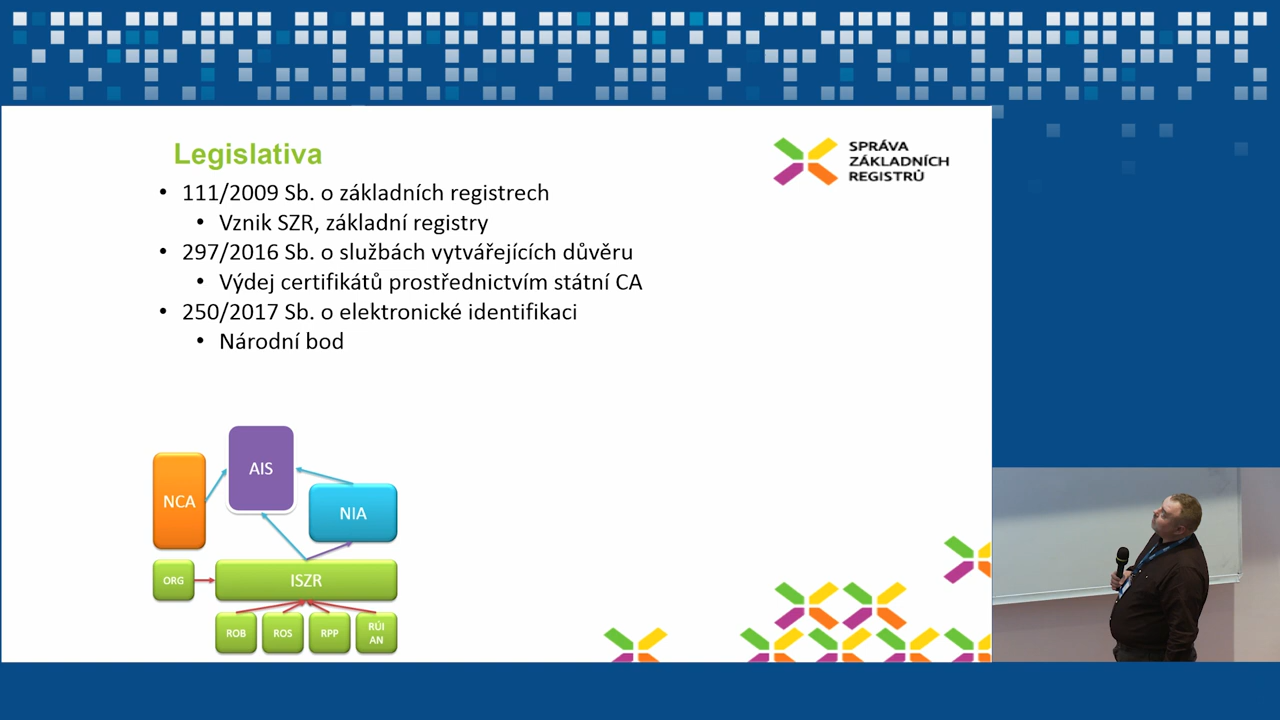 Legislativa
SPRÁVA
ZÁKLADNÍCH
REGISTRŮ
• 111/2009 Sb. o základních registrech
• Vznik SZR, základní registry
• 297/2016 Sb. o službách vytvářejících důvěru
• Výdej certifikátů prostřednictvím státní CA
• 250/2017 Sb. o elektronické identifikaci
• Národní bod
AIS
NCA
NIA
ORG
ISZR
ROB
ROS
RPP
RÚI
AN